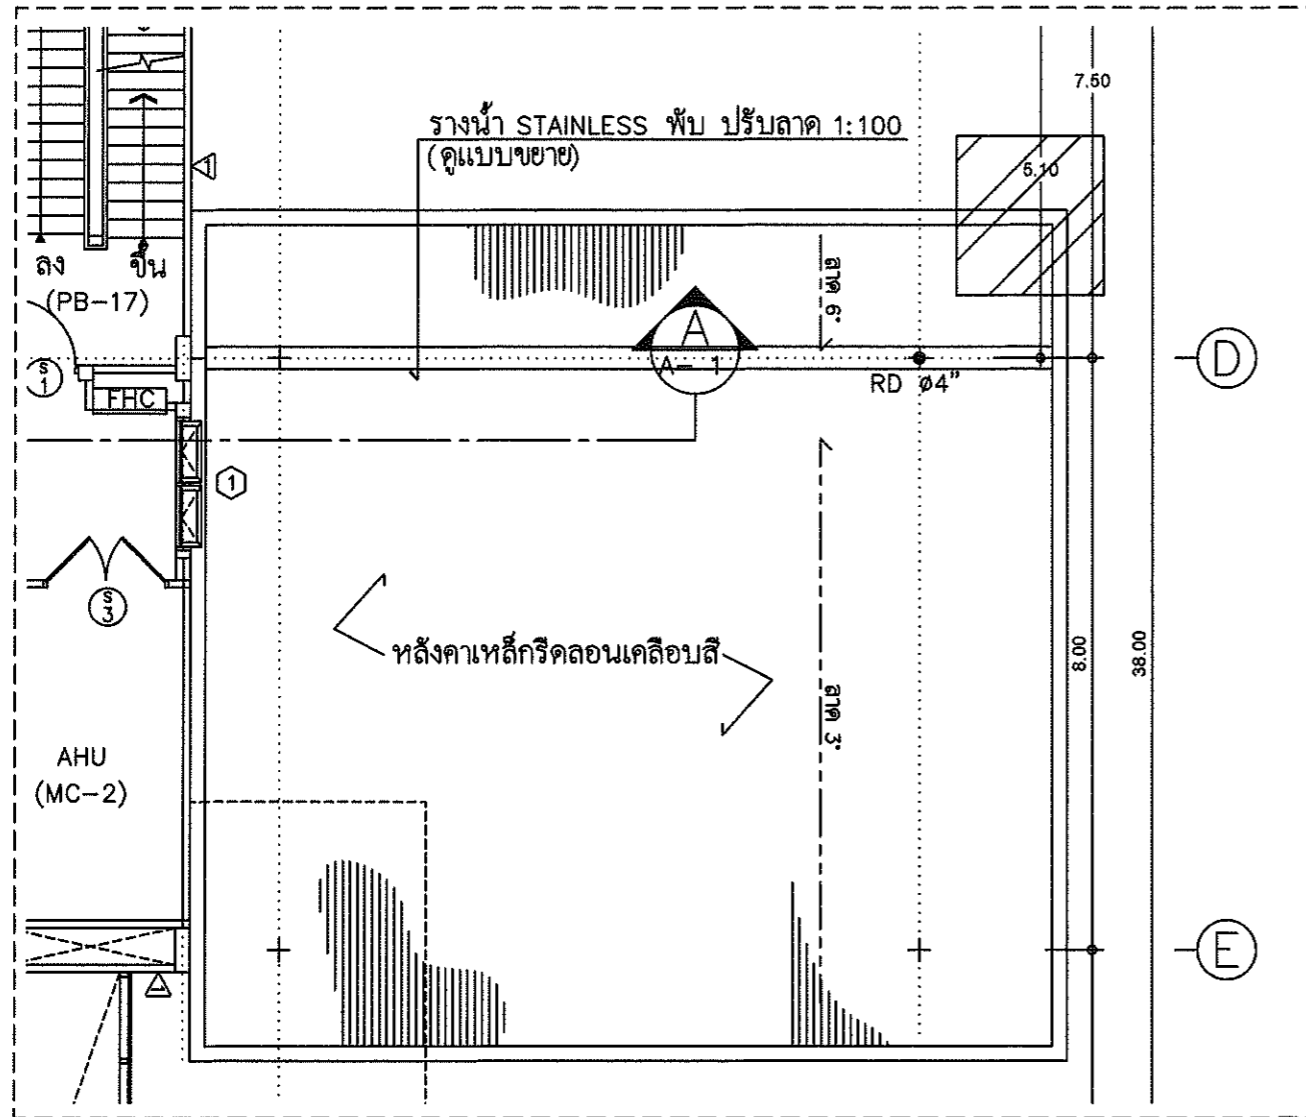 7.50
รางน้ำ STAINLESS พับ ปรับลาด 1:100
(ดูแบบขยาย)
1
5.10
ลง ขึ้น
(PB-17)
ลาด 6°
A
A- 1
D
S
1
FHC
RD ø4"
1
S
3
หลังคาเหล็กรีดลอนเคลือบสี
8.00
38.00
ลาด 3°
AHU
(MC-2)
E
1